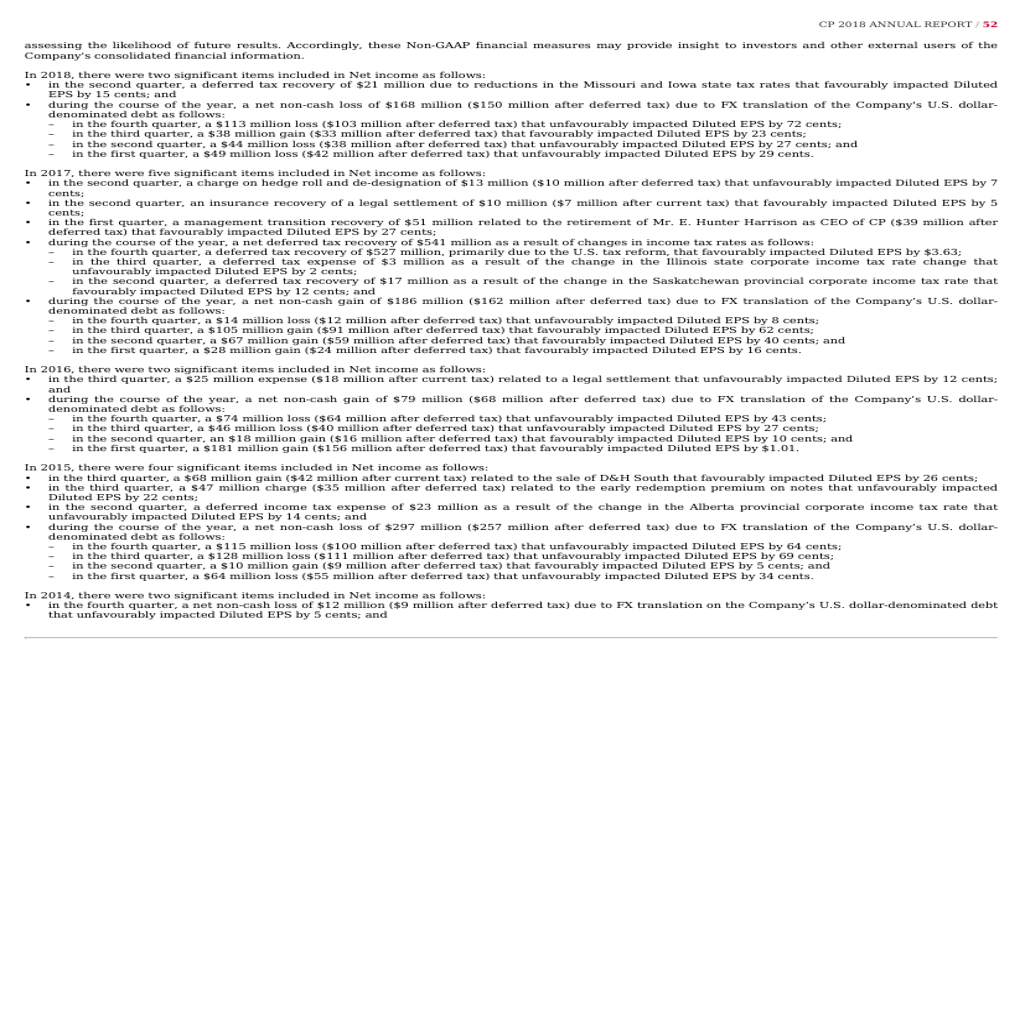 CP 2018 ANNUAL REPORT / 52
assessing the likelihood of future results. Accordingly, these Non-GAAP financial measures may provide insight to investors and other external users of the
Company's consolidated financial information.
In 2018, there were two significant items included in Net income as follows:
• in the second quarter, a deferred tax recovery of $21 million due to reductions in the Missouri and Iowa state tax rates that favourably impacted Diluted
EPS by 15 cents; and
• during the course of the year, a net non-cash loss of $168 million ($150 million after deferred tax) due to FX translation of the Company's U.S. dollar-
denominated debt as follows:
– in the fourth quarter, a $113 million loss ($103 million after deferred tax) that unfavourably impacted Diluted EPS by 72 cents;
– in the third quarter, a $38 million gain ($33 million after deferred tax) that favourably impacted Diluted EPS by 23 cents;
– in the second quarter, a $44 million loss ($38 million after deferred tax) that unfavourably impacted Diluted EPS by 27 cents; and
– in the first quarter, a $49 million loss ($42 million after deferred tax) that unfavourably impacted Diluted EPS by 29 cents.
In 2017, there were five significant items included in Net income as follows:
• in the second quarter, a charge on hedge roll and de-designation of $13 million ($10 million after deferred tax) that unfavourably impacted Diluted EPS by 7
cents;
• in the second quarter, an insurance recovery of a legal settlement of $10 million ($7 million after current tax) that favourably impacted Diluted EPS by 5
cents;
• in the first quarter, a management transition recovery of $51 million related to the retirement of Mr. E. Hunter Harrison as CEO of CP ($39 million after
deferred tax) that favourably impacted Diluted EPS by 27 cents;
• during the course of the year, a net deferred tax recovery of $541 million as a result of changes in income tax rates as follows:
– in the fourth quarter, a deferred tax recovery of $527 million, primarily due to the U.S. tax reform, that favourably impacted Diluted EPS by $3.63;
– in the third quarter, a deferred tax expense of $3 million as a result of the change in the Illinois state corporate income tax rate change that
unfavourably impacted Diluted EPS by 2 cents;
– in the second quarter, a deferred tax recovery of $17 million as a result of the change in the Saskatchewan provincial corporate income tax rate that
favourably impacted Diluted EPS by 12 cents; and
• during the course of the year, a net non-cash gain of $186 million ($162 million after deferred tax) due to FX translation of the Company's U.S. dollar-
denominated debt as follows:
– in the fourth quarter, a $14 million loss ($12 million after deferred tax) that unfavourably impacted Diluted EPS by 8 cents;
– in the third quarter, a $105 million gain ($91 million after deferred tax) that favourably impacted Diluted EPS by 62 cents;
– in the second quarter, a $67 million gain ($59 million after deferred tax) that favourably impacted Diluted EPS by 40 cents; and
– in the first quarter, a $28 million gain ($24 million after deferred tax) that favourably impacted Diluted EPS by 16 cents.
In 2016, there were two significant items included in Net income as follows:
• in the third quarter, a $25 million expense ($18 million after current tax) related to a legal settlement that unfavourably impacted Diluted EPS by 12 cents;
and
• during the course of the year, a net non-cash gain of $79 million ($68 million after deferred tax) due to FX translation of the Company's U.S. dollar-
denominated debt as follows:
– in the fourth quarter, a $74 million loss ($64 million after deferred tax) that unfavourably impacted Diluted EPS by 43 cents;
– in the third quarter, a $46 million loss ($40 million after deferred tax) that unfavourably impacted Diluted EPS by 27 cents;
– in the second quarter, an $18 million gain ($16 million after deferred tax) that favourably impacted Diluted EPS by 10 cents; and
– in the first quarter, a $181 million gain ($156 million after deferred tax) that favourably impacted Diluted EPS by $1.01.
In 2015, there were four significant items included in Net income as follows:
• in the third quarter, a $68 million gain ($42 million after current tax) related to the sale of D&H South that favourably impacted Diluted EPS by 26 cents;
• in the third quarter, a $47 million charge ($35 million after deferred tax) related to the early redemption premium on notes that unfavourably impacted
Diluted EPS by 22 cents;
• in the second quarter, a deferred income tax expense of $23 million as a result of the change in the Alberta provincial corporate income tax rate that
unfavourably impacted Diluted EPS by 14 cents; and
• during the course of the year, a net non-cash loss of $297 million ($257 million after deferred tax) due to FX translation of the Company's U.S. dollar-
denominated debt as follows:
– in the fourth quarter, a $115 million loss ($100 million after deferred tax) that unfavourably impacted Diluted EPS by 64 cents;
– in the third quarter, a $128 million loss ($111 million after deferred tax) that unfavourably impacted Diluted EPS by 69 cents;
– in the second quarter, a $10 million gain ($9 million after deferred tax) that favourably impacted Diluted EPS by 5 cents; and
– in the first quarter, a $64 million loss ($55 million after deferred tax) that unfavourably impacted Diluted EPS by 34 cents.
In 2014, there were two significant items included in Net income as follows:
• in the fourth quarter, a net non-cash loss of $12 million ($9 million after deferred tax) due to FX translation on the Company's U.S. dollar-denominated debt
that unfavourably impacted Diluted EPS by 5 cents; and